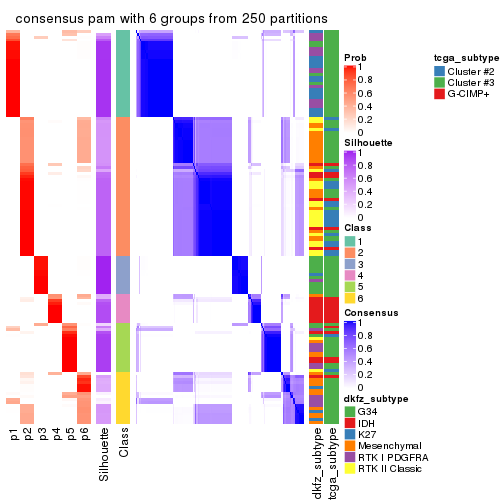 consensus pam with 6 groups from 250 partitions
p1
p2
p3
p4
p5
p6
Silhouette
Class
dkfz_subtype
tcga_subtype
Prob
1
0.8
0.6
0.4
0.2
0
Silhouette
1
0.8
0.6
0.4
0.2
0
Class
1
2
3
4
5
6
Consensus
1
0.8
0.6
0.4
0.2
0
dkfz_subtype
G34
IDH
K27
Mesenchymal
RTK I PDGFRA
RTK II Classic
tcga_subtype
Cluster #2
Cluster #3
G-CIMP+